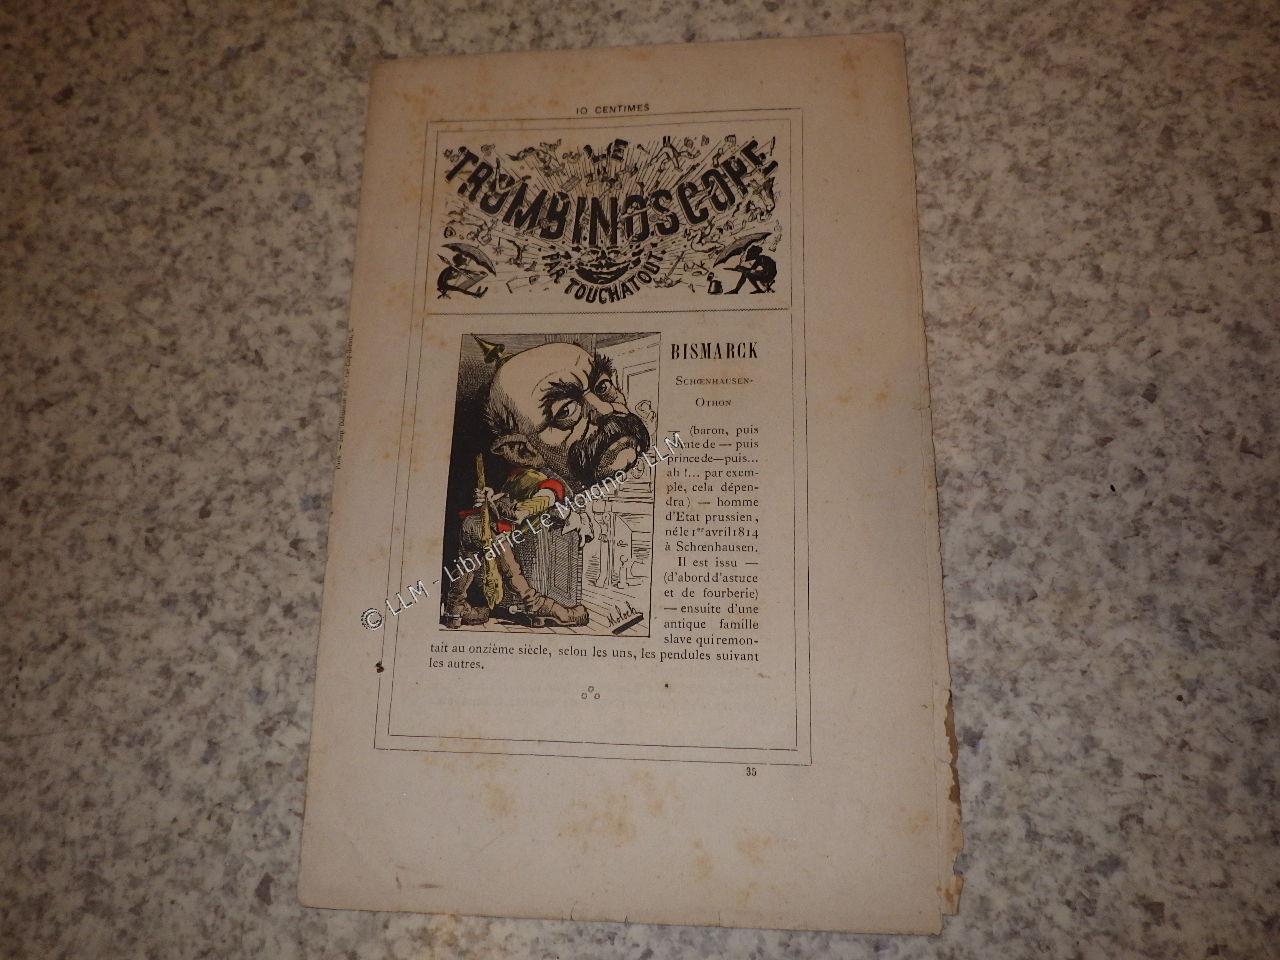 10 CENTIMES
LE
TROMBINOSCOPE
PAR
TOUCHATOUT
BISMARCK
SCHŒNHAUSEN-
OTHON
— (baron, puis
de — puis
prince de—puis...
ah !... par exem-
ple, cela dépen-
dra) — homme
d'Etat prussien,
né le 1er avril 1814
à Schœnhausen.
Il est issu —
(d'abord d'astuce
et de fourberie)
— ensuite d'une
antique famille
slave qui remon-
tait au onzième siècle, selon les uns, les pendules suivant
les autres.
Moloch
35
© LLM - Librairie Le Moigne - LLM